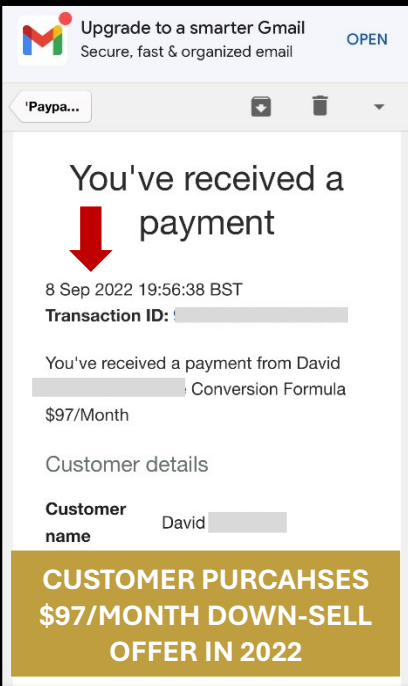 Upgrade to a smarter Gmail
Secure, fast & organized email
OPEN
'Paypa...
You've received a
payment
8 Sep 2022 19:56:38 BST
Transaction ID:
You've received a payment from David
Conversion Formula
$97/Month
Customer details
Customer
name
David
CUSTOMER PURCAHSES
$97/MONTH DOWN-SELL
OFFER IN 2022